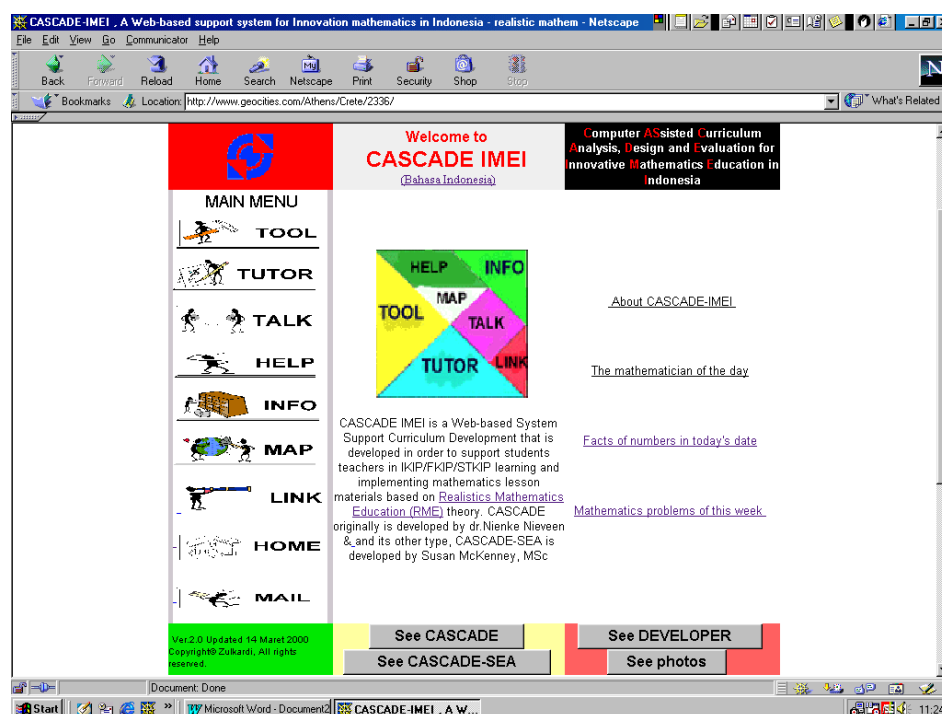 CASCADE-IMEI , A Web-based support system for Innovation mathematics in Indonesia - realistic mathem - Netscape
File Edit View Go Communicator Help
Back Forward Reload Home Search Netscape Print Security Shop Stop
Bookmarks Location: http://www.geocities.com/Athens/Crete/2336/ What's Related
Welcome to
CASCADE IMEI
(Bahasa Indonesia)
Computer ASsisted Curriculum
Analysis, Design and Evaluation for
Innovative Mathematics Education in
Indonesia
MAIN MENU
TOOL
TUTOR
TALK
HELP
INFO
MAP
LINK
HOME
MAIL
HELP INFO
MAP
TOOL
TALK
TUTOR LINK
CASCADE IMEI is a Web-based System
Support Curriculum Development that is
developed in order to support students
teachers in IKIP/FKIP/STKIP learning and
implementing mathematics lesson
materials based on Realistics Mathematics
Education (RME) theory. CASCADE
originally is developed by dr.Nienke Nieveen
& and its other type, CASCADE-SEA is
developed by Susan McKenney, MSc
About CASCADE-IMEI
The mathematician of the day
Facts of numbers in today's date
Mathematics problems of this week
Ver.2.0 Updated 14 Maret 2000
Copyright® Zulkardi, All rights
reserved.
See CASCADE
See CASCADE-SEA
See DEVELOPER
See photos
Document: Done
Start Microsoft Word - Document2 CASCADE-IMEI , A W... 11:24